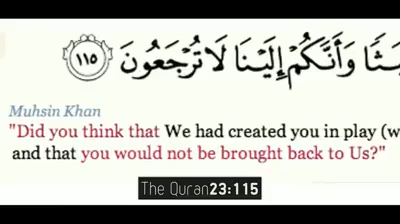 وَأَنَّكُمْ إِلَيْنَا لَا تُرْجَعُونَ ١١٥
Muhsin Khan
"Did you think that We had created you in play (w
and that you would not be brought back to Us?"
The Quran23:115